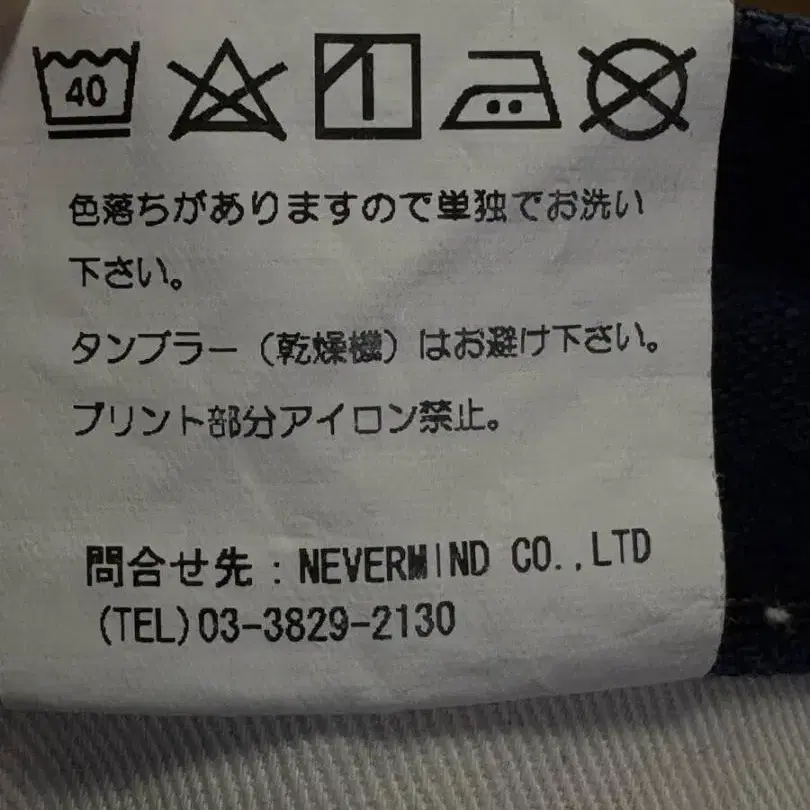 40
色落ちがありますので単独でお洗い
下さい。
タンブラー（乾燥機）はお避け下さい。
プリント部分アイロン禁止。
問合せ先：NEVERMIND CO.,LTD
(TEL)03-3829-2130